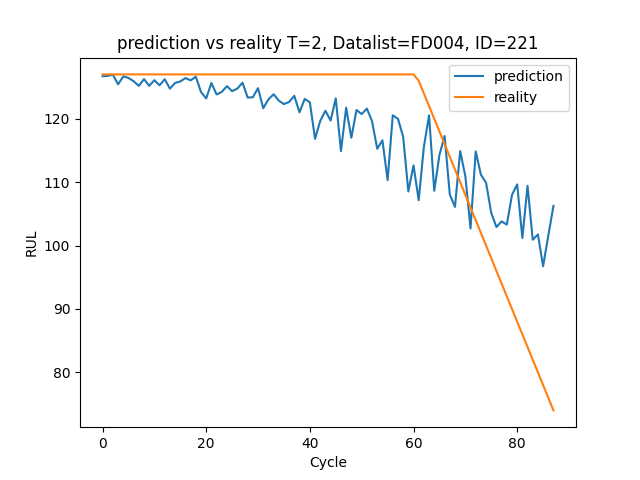 prediction vs reality T=2, Datalist=FD004, ID=221
prediction
reality
120
110
100
90
80
RUL
0 20 40 60 80
Cycle